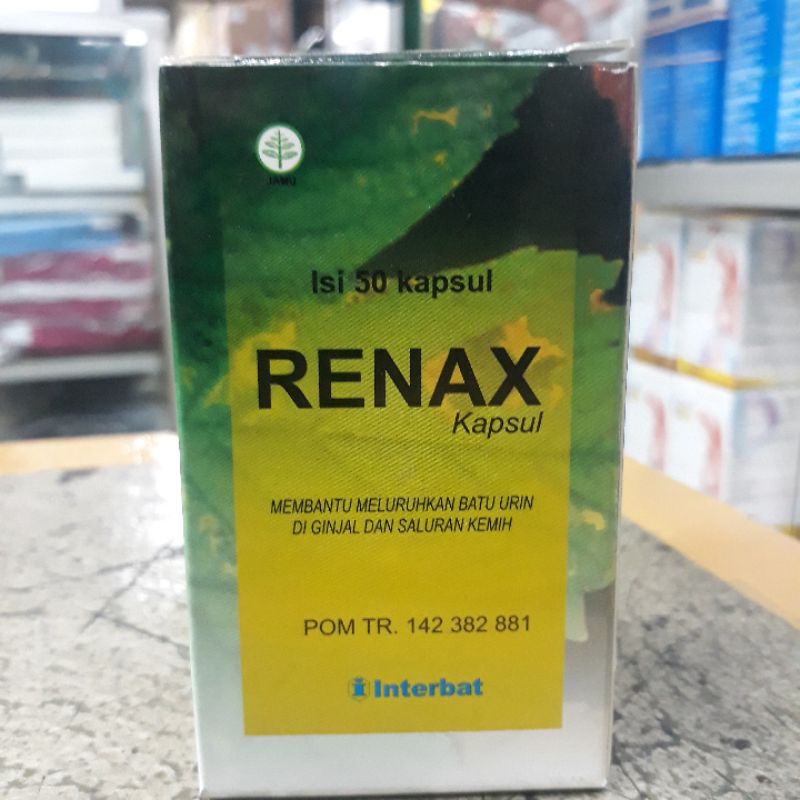 JAMU
Isi 50 kapsul
RENAX
Kapsul
MEMBANTU MELURUHKAN BATU URIN
DI GINJAL DAN SALURAN KEMIH
POM TR. 142 382 881
Interbat